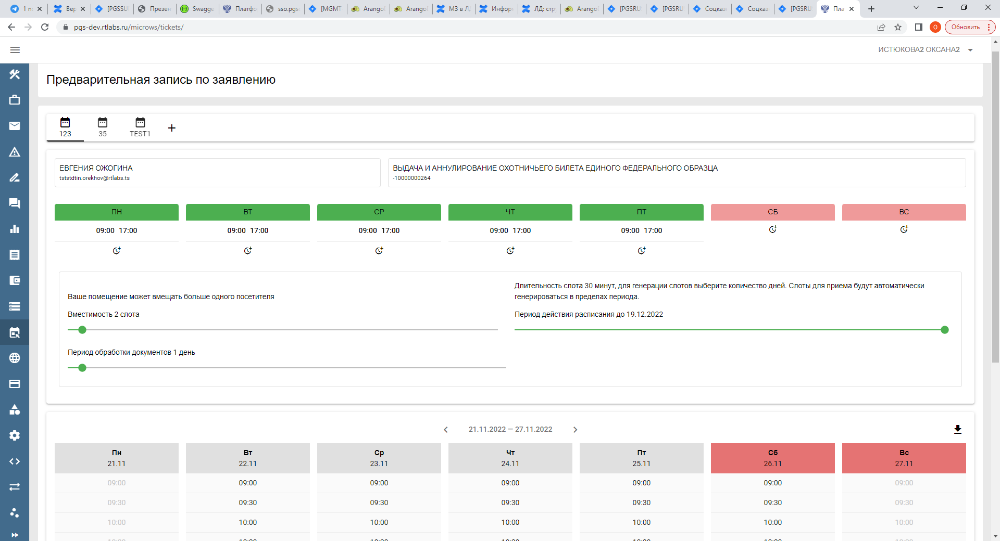 1 п
Вер
[PGSSU
Презен
Swagge
Платфо
sso.pgs
[MGMT
Arango
Arango
МЗ в Л
Информ
ЛД: стр
Arango
[PGSRU
[PGSRU
Соцказ
Соцказ
[PGSRU
Пла
pgs-dev.rtlabs.ru/microws/tickets/
О
Обновить
ИСТЮКОВА2 ОКСАНА2
Предварительная запись по заявлению
123
35
TEST1
ЕВГЕНИЯ ОЖОГИНА
tststdtin.orekhov@rtlabs.ts
ВЫДАЧА И АННУЛИРОВАНИЕ ОХОТНИЧЬЕГО БИЛЕТА ЕДИНОГО ФЕДЕРАЛЬНОГО ОБРАЗЦА
-10000000264
ПН ВТ СР ЧТ ПТ СБ ВС
09:00 17:00 09:00 17:00 09:00 17:00 09:00 17:00 09:00 17:00
Ваше помещение может вмещать больше одного посетителя
Вместимость 2 слота
Период обработки документов 1 день
Длительность слота 30 минут, для генерации слотов выберите количество дней. Слоты для приема будут автоматически
генерироваться в пределах периода.
Период действия расписания до 19.12.2022
21.11.2022 — 27.11.2022
Пн Вт Ср Чт Пт Сб Вс
21.11 22.11 23.11 24.11 25.11 26.11 27.11
09:00 09:00 09:00 09:00 09:00 09:00 09:00
09:30 09:30 09:30 09:30 09:30 09:30 09:30
10:00 10:00 10:00 10:00 10:00 10:00 10:00